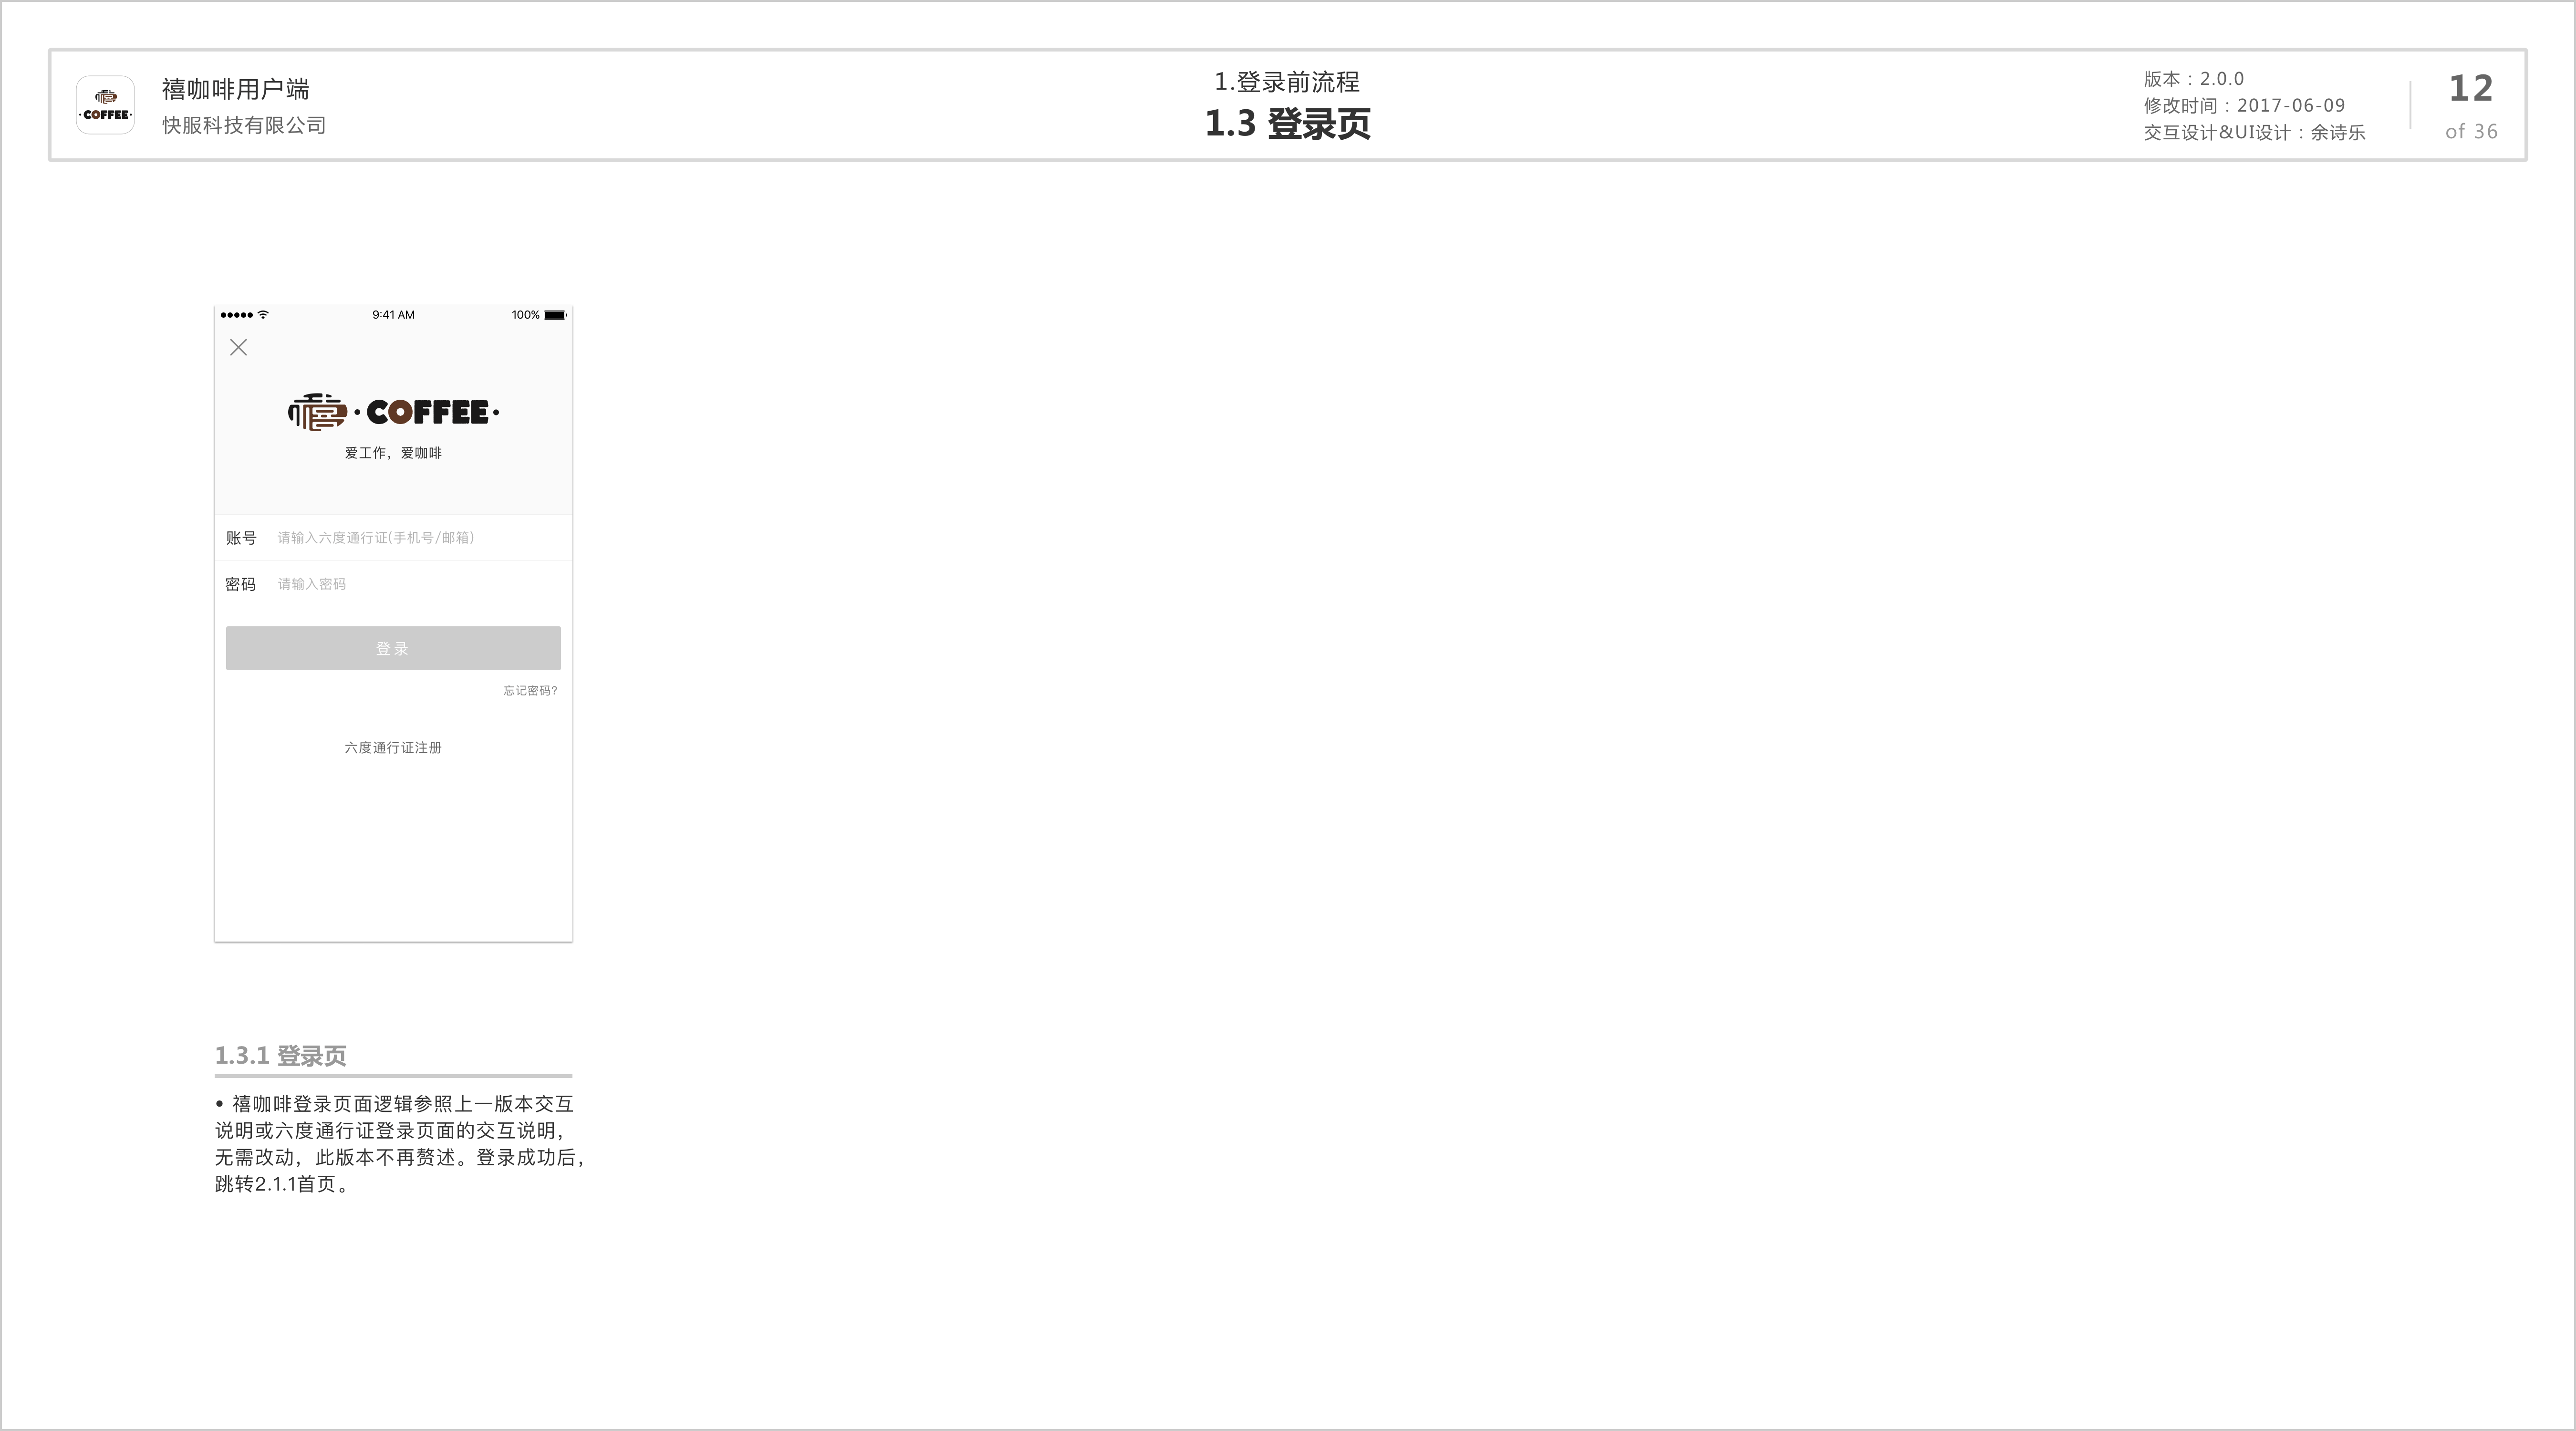 ·COFFEE·
禧咖啡用户端
快服科技有限公司
1.登录前流程
1.3 登录页
版本：2.0.0
修改时间：2017-06-09
交互设计&UI设计：余诗乐
12
of 36
9:41 AM
100%
禧·COFFEE·
爱工作，爱咖啡
账号 请输入六度通行证(手机号/邮箱)
密码 请输入密码
登录
忘记密码?
六度通行证注册
1.3.1 登录页
• 禧咖啡登录页面逻辑参照上一版本交互
说明或六度通行证登录页面的交互说明，
无需改动，此版本不再赘述。登录成功后，
跳转2.1.1首页。